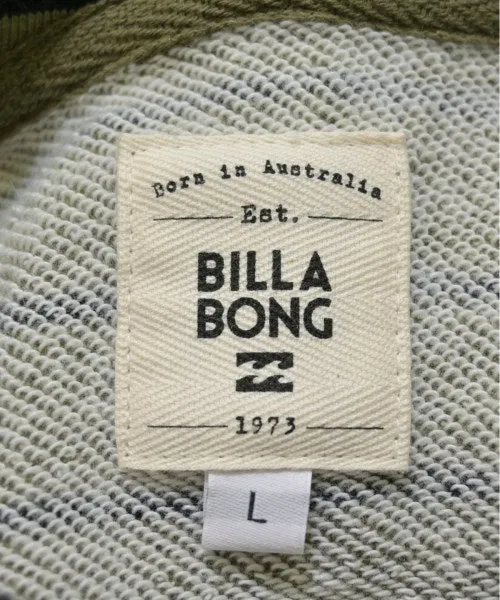 Born in Australia
Est.
BILLA
BONG
1973
L